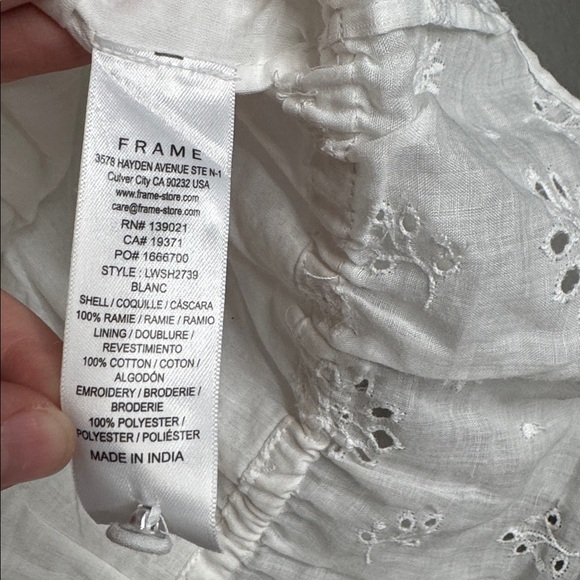 FRAME
3578 HAYDEN AVENUE STE N-1
Culver City CA 90232 USA
www.frame-store.com
care@frame-store.com
RN# 139021
CA# 19371
PO# 1666700
STYLE : LWSH2739
BLANC
SHELL / COQUILLE / CÁSCARA
100% RAMIE / RAMIE / RAMIO
LINING / DOUBLURE /
REVESTIMIENTO
100% COTTON / COTON /
ALGODÓN
EMROIDERY / BRODERIE /
BRODERIE
100% POLYESTER /
POLYESTER / POLIÉSTER
MADE IN INDIA